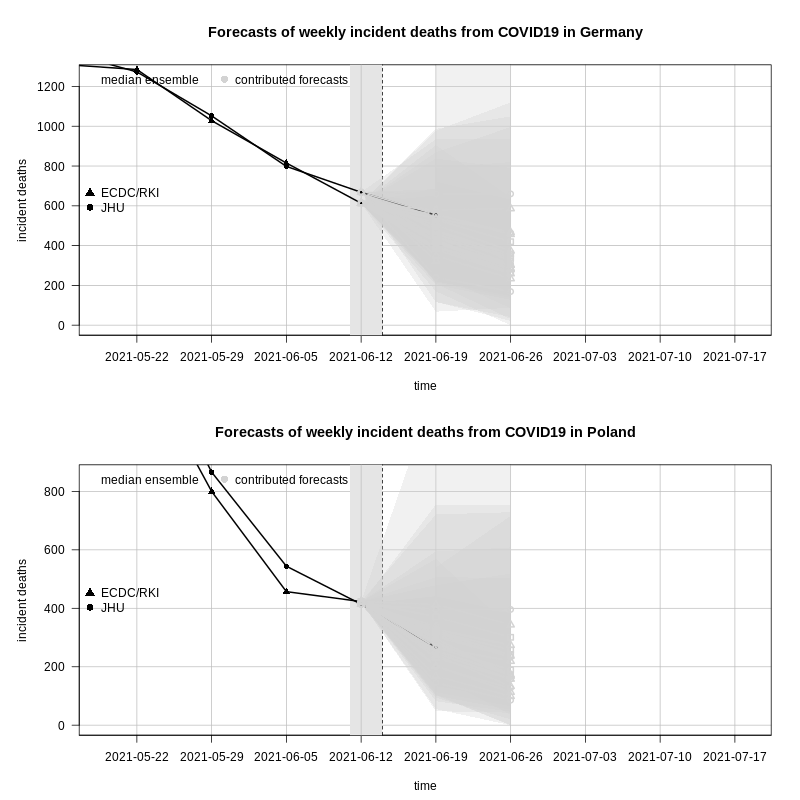 Forecasts of weekly incident deaths from COVID19 in Germany
median ensemble contributed forecasts
1200
1000
800
600
400
200
0
incident deaths
ECDC/RKI
JHU
2021-05-22 2021-05-29 2021-06-05 2021-06-12 2021-06-19 2021-06-26 2021-07-03 2021-07-10 2021-07-17
time
Forecasts of weekly incident deaths from COVID19 in Poland
median ensemble contributed forecasts
800
600
400
200
0
incident deaths
ECDC/RKI
JHU
2021-05-22 2021-05-29 2021-06-05 2021-06-12 2021-06-19 2021-06-26 2021-07-03 2021-07-10 2021-07-17
time